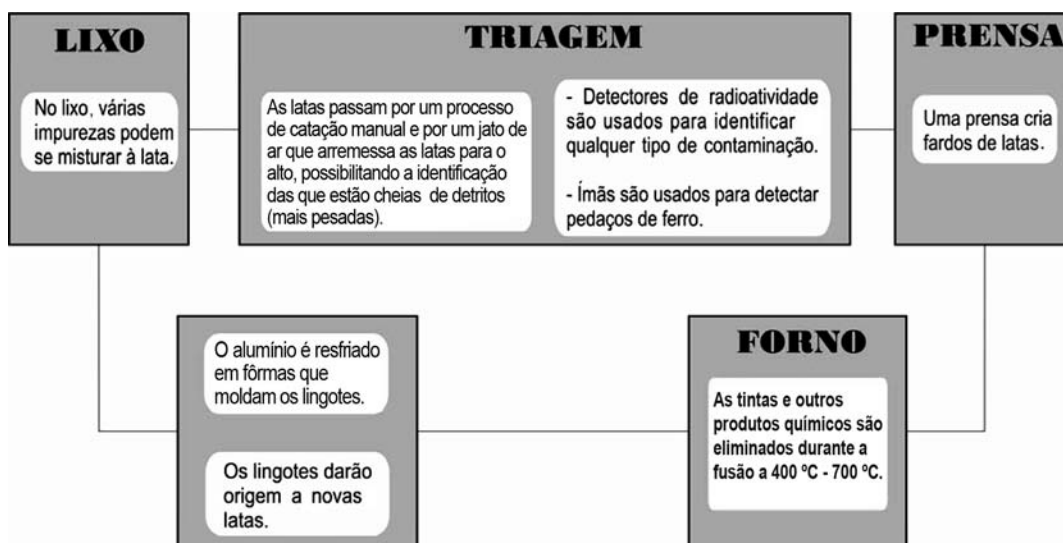 LIXO
No lixo, várias
impurezas podem
se misturar à lata.
TRIAGEM
As latas passam por um processo
de catação manual e por um jato de
ar que arremessa as latas para o
alto, possibilitando a identificação
das que estão cheias de detritos
(mais pesadas).
- Detectores de radioatividade
são usados para identificar
qualquer tipo de contaminação.
- Ímãs são usados para detectar
pedaços de ferro.
PRENSA
Uma prensa cria
fardos de latas.
FORNO
As tintas e outros
produtos químicos são
eliminados durante a
fusão a 400 ºC - 700 ºC.
O alumínio é resfriado
em fôrmas que
moldam os lingotes.
Os lingotes darão
origem a novas
latas.